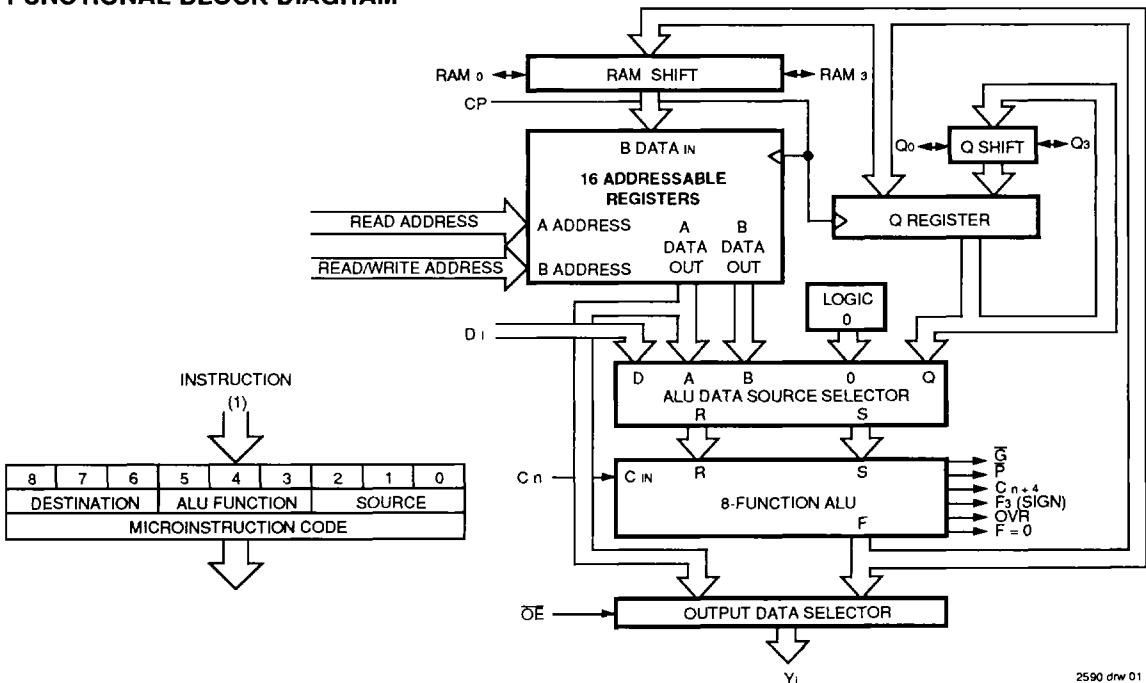 FUNCTIONAL BLOCK DIAGRAM
RAM 0
RAM SHIFT
RAM 3
CP
B DATA IN
16 ADDRESSABLE
REGISTERS
Q0
Q SHIFT
Q3
READ ADDRESS
A ADDRESS
READ/WRITE ADDRESS
B ADDRESS
A
DATA
OUT
B
DATA
OUT
Q REGISTER
LOGIC
0
D i
D A B 0 Q
ALU DATA SOURCE SELECTOR
R S
INSTRUCTION
(1)
8 7 6 5 4 3 2 1 0
DESTINATION ALU FUNCTION SOURCE
MICROINSTRUCTION CODE
C n
C IN
R S
8-FUNCTION ALU
F
G̅
P̅
C n + 4
F3 (SIGN)
OVR
F = 0
O̅E̅
OUTPUT DATA SELECTOR
Yi
2590 drw 01